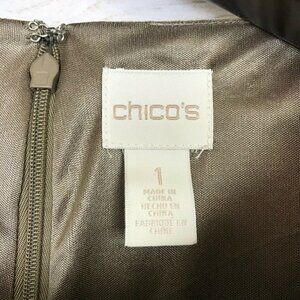 chico's
1
MADE IN
CHINA
HECHO EN
CHINA
FABRIQUÉ EN
CHINE